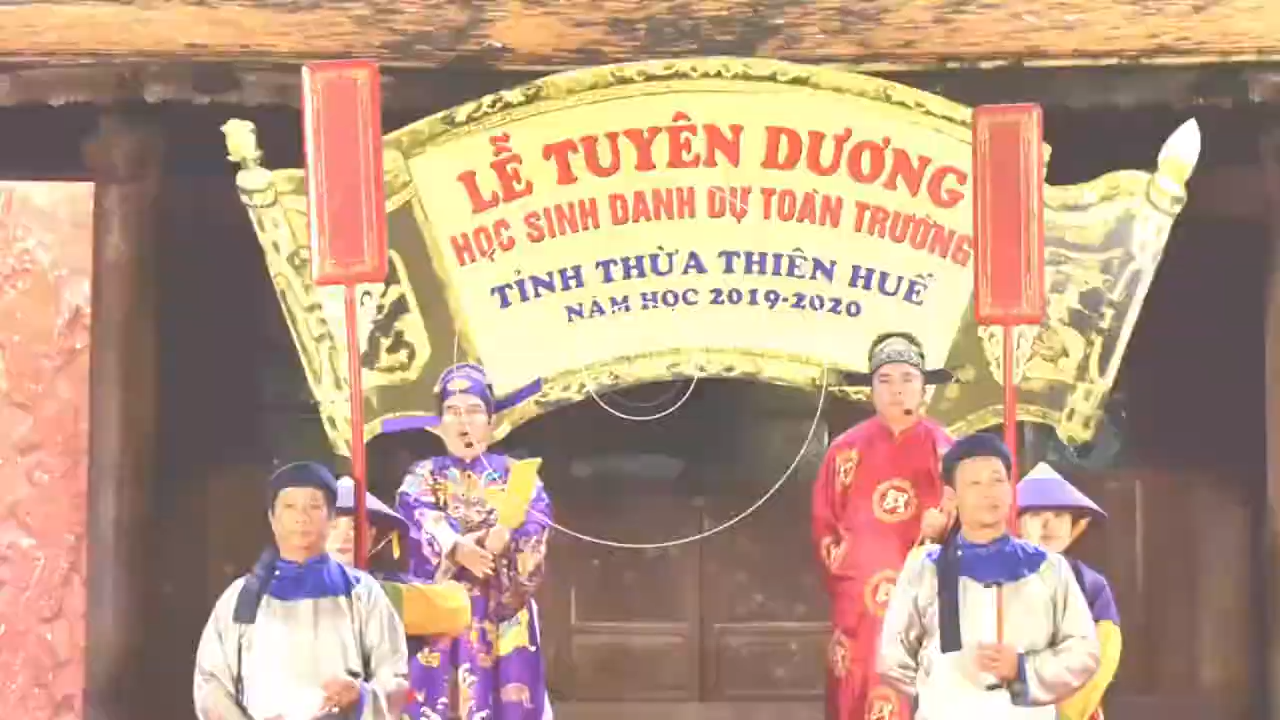 LỄ TUYÊN DƯƠNG
HỌC SINH DANH DỰ TOÀN TRƯỜNG
TỈNH THỪA THIÊN HUẾ
NĂM HỌC 2019-2020